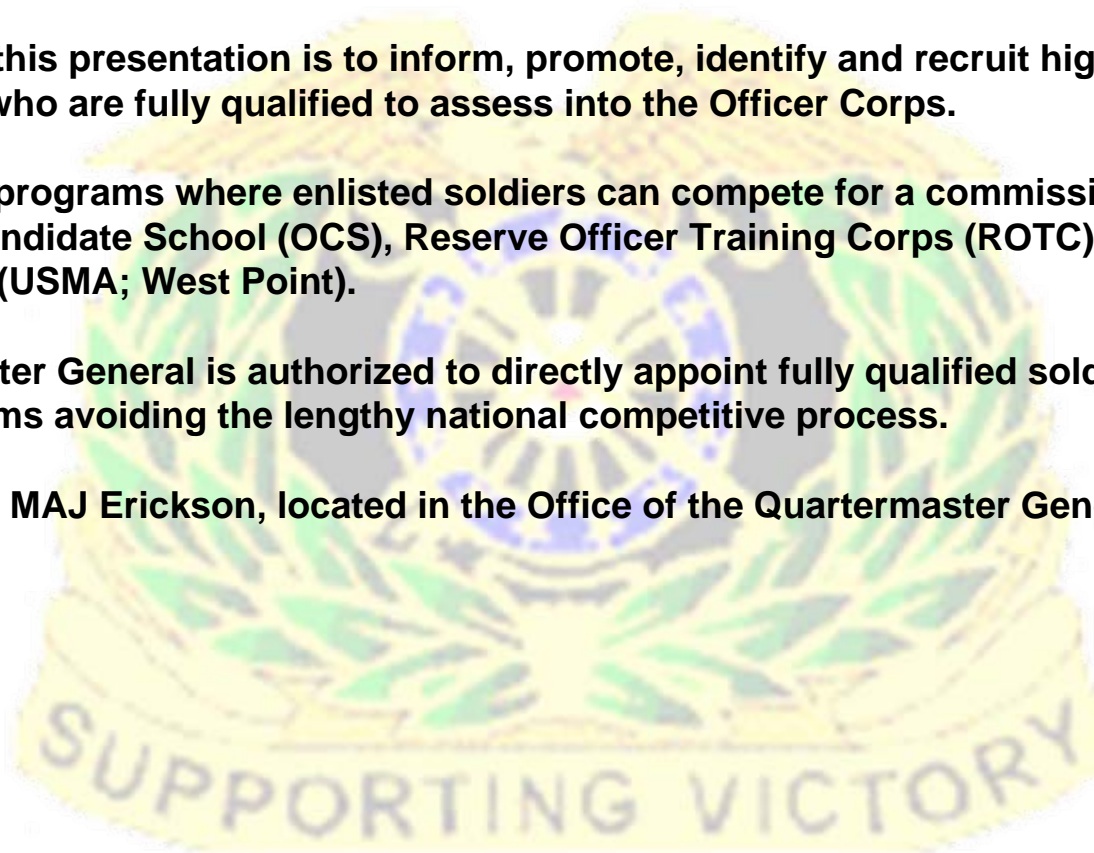 this presentation is to inform, promote, identify and recruit hig
who are fully qualified to assess into the Officer Corps.
programs where enlisted soldiers can compete for a commissi
ndidate School (OCS), Reserve Officer Training Corps (ROTC)
(USMA; West Point).
ter General is authorized to directly appoint fully qualified sold
ms avoiding the lengthy national competitive process.
MAJ Erickson, located in the Office of the Quartermaster Gen
SUPPORTING VICTORY